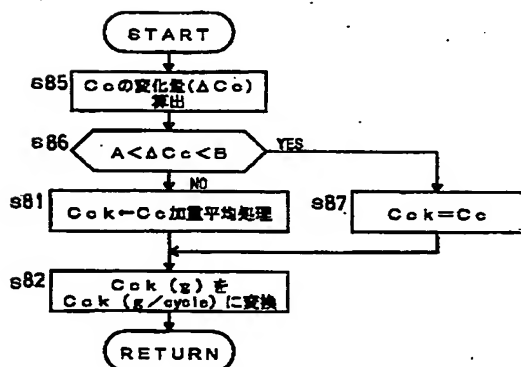 START
S85
Ccの変化量(ΔCc)
算出
S86
A<ΔCc<B
YES
NO
S81
Cck←Cc加重平均処理
S87
Cck=Cc
S82
Cck (g) を
Cck (g/cycle) に変換
RETURN